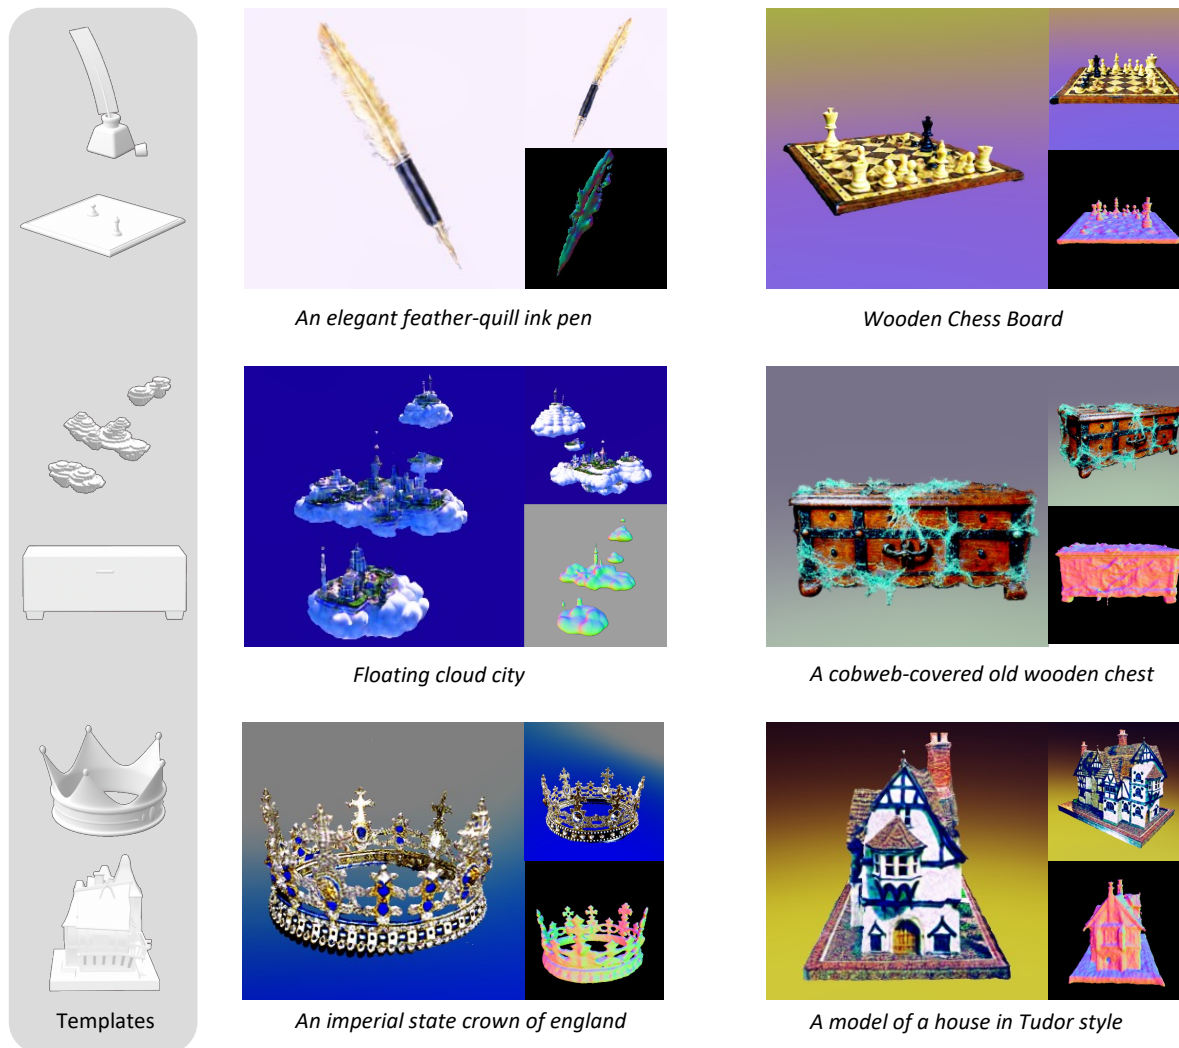 An elegant feather-quill ink pen
Wooden Chess Board
Floating cloud city
A cobweb-covered old wooden chest
Templates
An imperial state crown of england
A model of a house in Tudor style